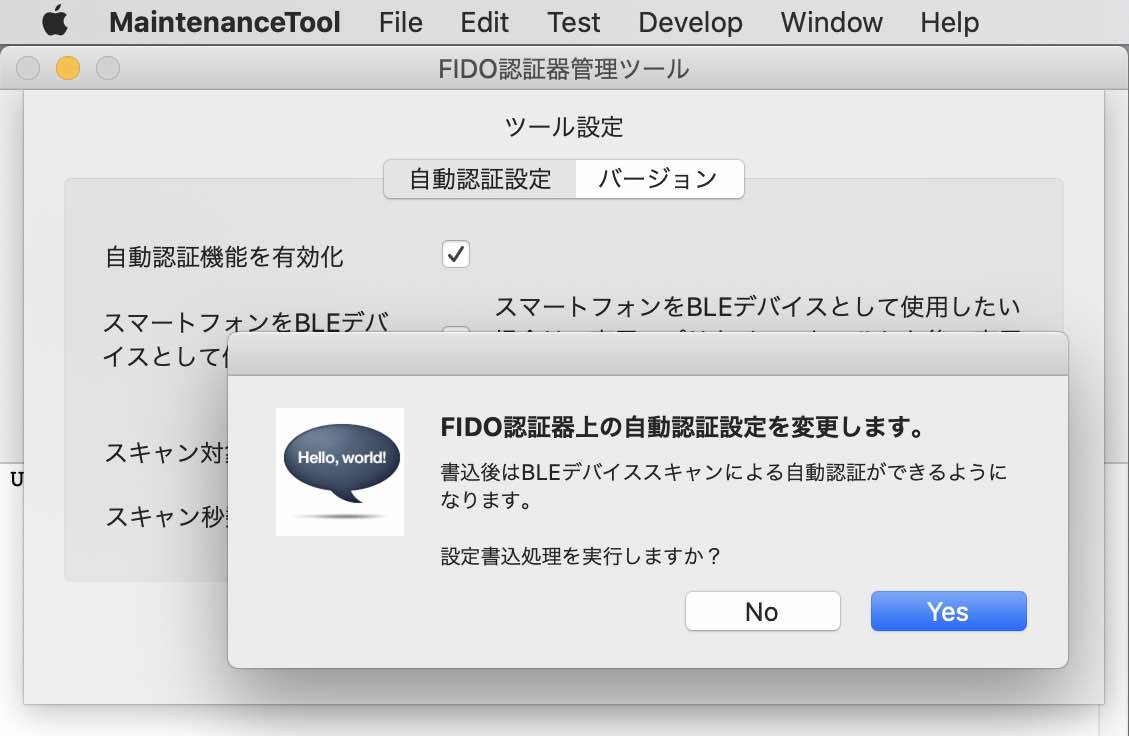 MaintenanceTool File Edit Test Develop Window Help
FIDO認証器管理ツール
ツール設定
自動認証設定 バージョン
自動認証機能を有効化
スマートフォンをBLEデバ
イスとして
スマートフォンをBLEデバイスとして使用したい
スキャン対
スキャン秒
U
Hello, world!
FIDO認証器上の自動認証設定を変更します。
書込後はBLEデバイススキャンによる自動認証ができるように
なります。
設定書込処理を実行しますか？
No Yes